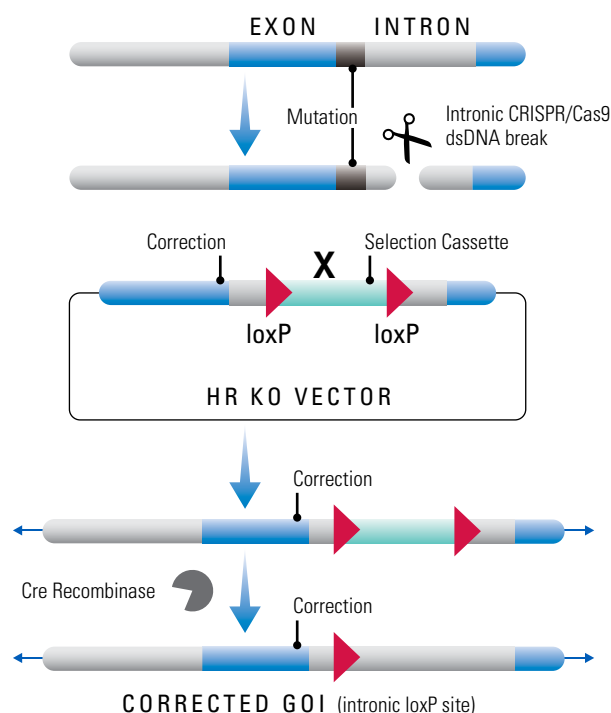 EXON INTRON
Mutation
Intronic CRISPR/Cas9
dsDNA break
Correction
X
Selection Cassette
loxP
loxP
HR KO VECTOR
Correction
Cre Recombinase
Correction
CORRECTED GOI (intronic loxP site)